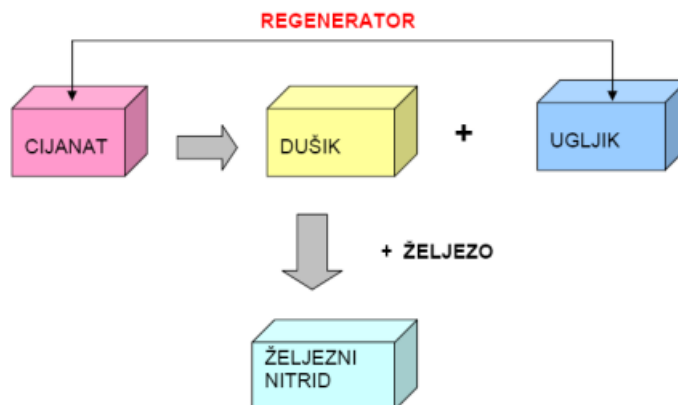 REGENERATOR
CIJANAT
DUŠIK
+
UGLJIK
+ ŽELJEZO
ŽELJEZNI
NITRID